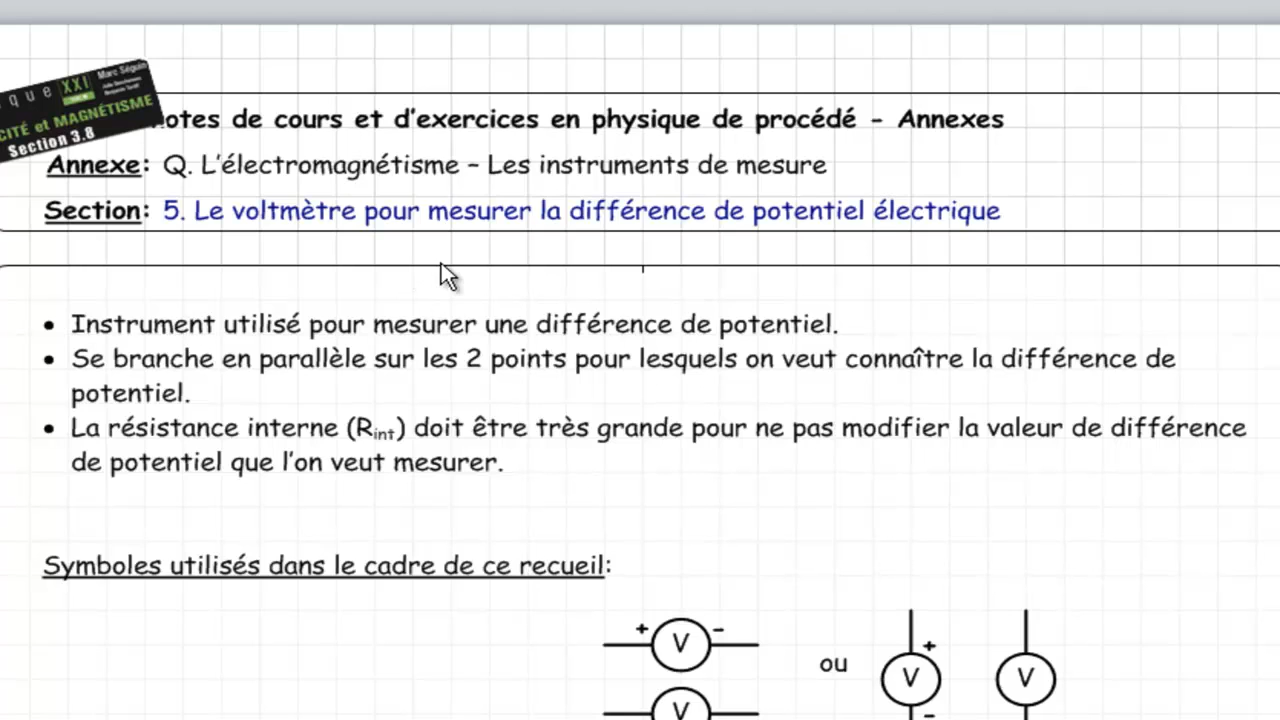 que XXI Marc Séguin
CITÉ et MAGNÉTISME
Section 3.8
notes de cours et d'exercices en physique de procédé - Annexes
Annexe: Q. L'électromagnétisme – Les instruments de mesure
Section: 5. Le voltmètre pour mesurer la différence de potentiel électrique
• Instrument utilisé pour mesurer une différence de potentiel.
• Se branche en parallèle sur les 2 points pour lesquels on veut connaître la différence de
potentiel.
• La résistance interne (Rint) doit être très grande pour ne pas modifier la valeur de différence
de potentiel que l'on veut mesurer.
Symboles utilisés dans le cadre de ce recueil:
+ V –
ou
+ V –
V
V